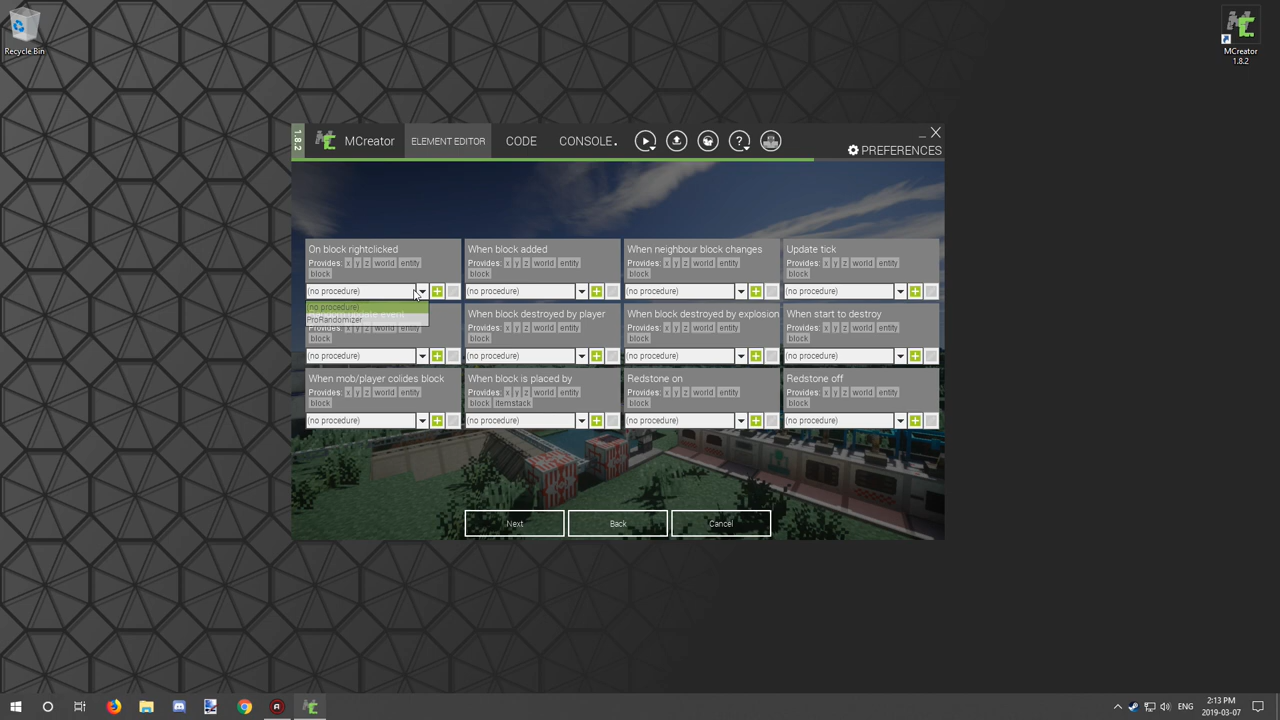 Recycle Bin
MCreator
1.8.2
1.8.2
MCreator
ELEMENT EDITOR
CODE
CONSOLE.
PREFERENCES
On block rightclicked
Provides: x y z world entity
block
(no procedure)
When block added
Provides: x y z world entity
block
(no procedure)
When neighbour block changes
Provides: x y z world entity
block
(no procedure)
Update tick
Provides: x y z world entity
block
(no procedure)
(no procedure)
ProRandomizer
Provides: x y z world entity
block
(no procedure)
When block destroyed by player
Provides: x y z world entity
block
(no procedure)
When block destroyed by explosion
Provides: x y z world entity
block
(no procedure)
When start to destroy
Provides: x y z world entity
block
(no procedure)
When mob/player colides block
Provides: x y z world entity
block
(no procedure)
When block is placed by
Provides: x y z world entity
block itemstack
(no procedure)
Redstone on
Provides: x y z world entity
block
(no procedure)
Redstone off
Provides: x y z world entity
block
(no procedure)
Next
Back
Cancel
ENG
2:13 PM
2019-03-07